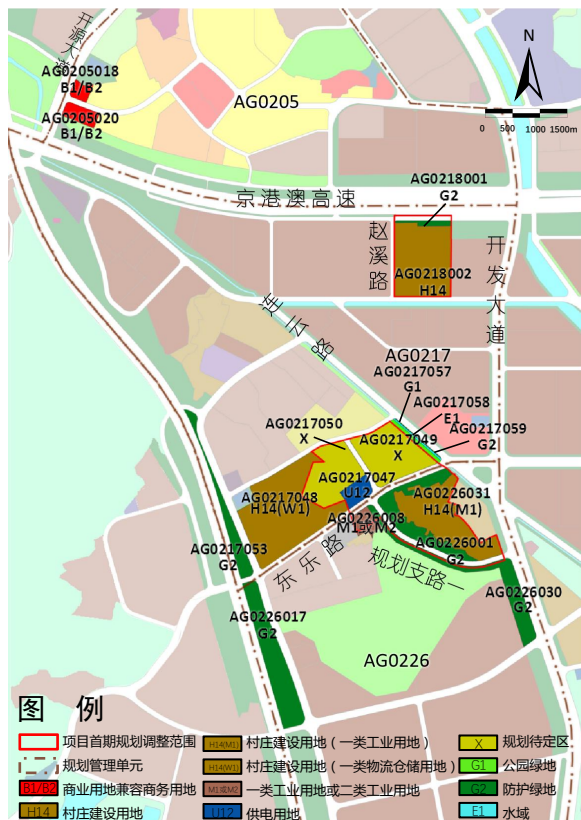 开源大道
N
AG0205018
B1/B2
AG0205
AG0205020
B1/B2
0 500 1000 1500m
AG0218001
G2
京港澳高速
赵溪路
开发大道
AG0218002
H14
连云路
AG0217
AG0217057
G1
AG0217058
E1
AG0217059
G2
AG0217050
X
AG0217049
X
AG0217047
U12
AG0217048
H14(W1)
AG0226031
H14(M1)
AG0226008
M1或M2
AG0217053
G2
AG0226001
G2
东乐路
规划支路一
AG0226030
G2
AG0226017
G2
AG0226
图 例
项目首期规划调整范围
H14(M1) 村庄建设用地（一类工业用地）
X 规划待定区
规划管理单元
H14(W1) 村庄建设用地（一类物流仓储用地）
G1 公园绿地
B1/B2 商业用地兼容商务用地
M1或M2 一类工业用地或二类工业用地
G2 防护绿地
H14 村庄建设用地
U12 供电用地
E1 水域